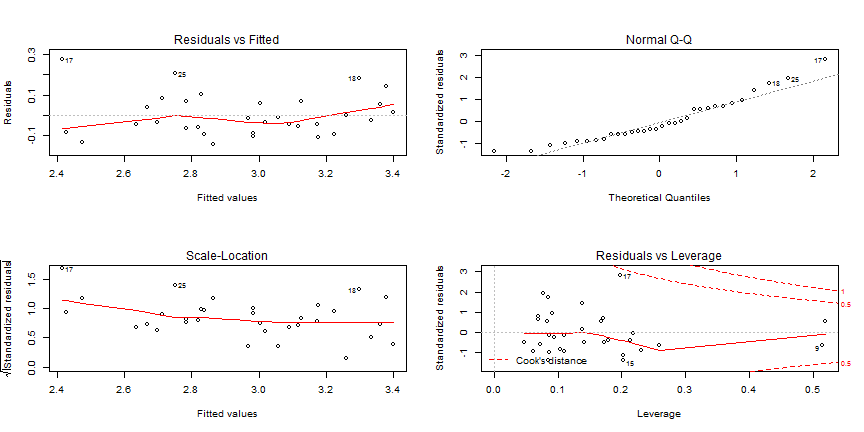 Residuals vs Fitted
Residuals
-0.1 0.1 0.3
17
25
18
2.4 2.6 2.8 3.0 3.2 3.4
Fitted values
Normal Q-Q
Standardized residuals
-1 0 1 2 3
17
25
18
-2 -1 0 1 2
Theoretical Quantiles
Scale-Location
√|Standardized residuals|
0.0 0.5 1.0 1.5
17
25
18
2.4 2.6 2.8 3.0 3.2 3.4
Fitted values
Residuals vs Leverage
Standardized residuals
-1 0 1 2 3
17
1
0.5
9
15
0.5
Cook's distance
0.0 0.1 0.2 0.3 0.4 0.5
Leverage